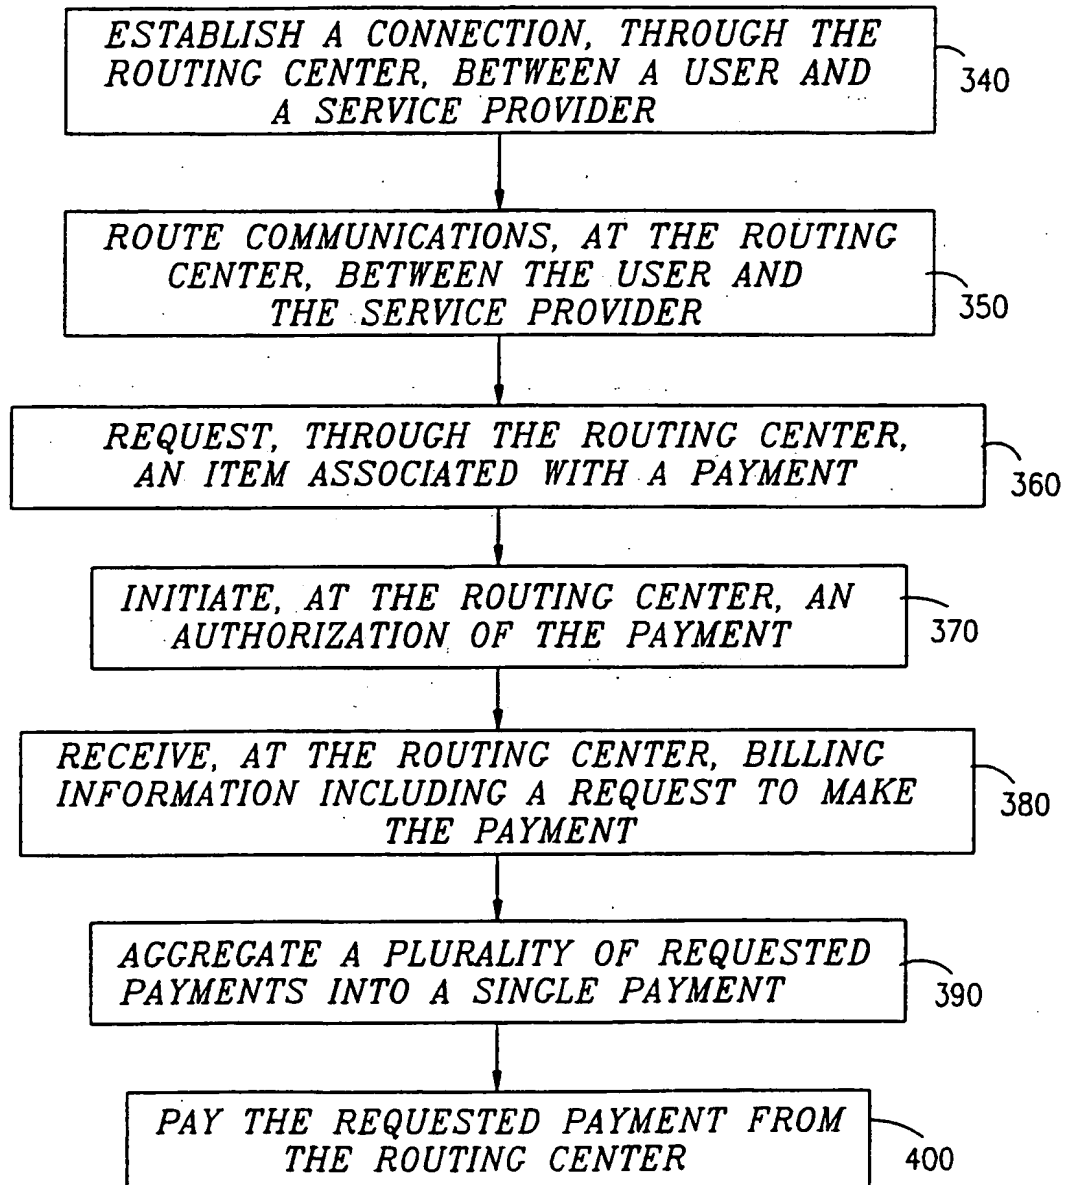 ESTABLISH A CONNECTION, THROUGH THE
ROUTING CENTER, BETWEEN A USER AND
A SERVICE PROVIDER
340
ROUTE COMMUNICATIONS, AT THE ROUTING
CENTER, BETWEEN THE USER AND
THE SERVICE PROVIDER
350
REQUEST, THROUGH THE ROUTING CENTER,
AN ITEM ASSOCIATED WITH A PAYMENT
360
INITIATE, AT THE ROUTING CENTER, AN
AUTHORIZATION OF THE PAYMENT
370
RECEIVE, AT THE ROUTING CENTER, BILLING
INFORMATION INCLUDING A REQUEST TO MAKE
THE PAYMENT
380
AGGREGATE A PLURALITY OF REQUESTED
PAYMENTS INTO A SINGLE PAYMENT
390
PAY THE REQUESTED PAYMENT FROM
THE ROUTING CENTER
400